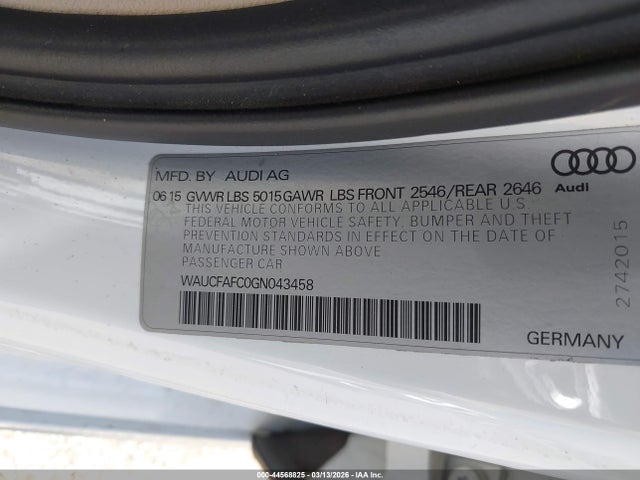 MFD. BY AUDI AG
06 15 GVWR LBS 5015 GAWR LBS FRONT 2546/REAR 2646
THIS VEHICLE CONFORMS TO ALL APPLICABLE U.S.
FEDERAL MOTOR VEHICLE SAFETY, BUMPER AND THEFT
PREVENTION STANDARDS IN EFFECT ON THE DATE OF
MANUFACTURE SHOWN ABOVE
PASSENGER CAR
WAUCFAFC0GN043458
Audi
2742015
GERMANY
000-44568825 | 03/13/2026 | IAA Inc.